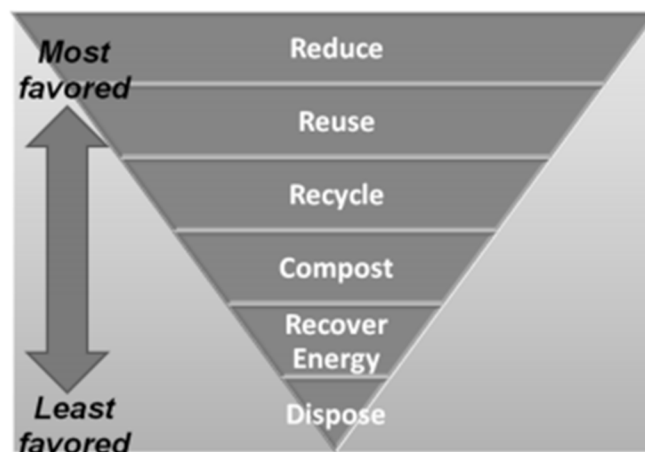 Reduce
Most
favored
Reuse
Recycle
Compost
Recover
Energy
Least
favored
Dispose